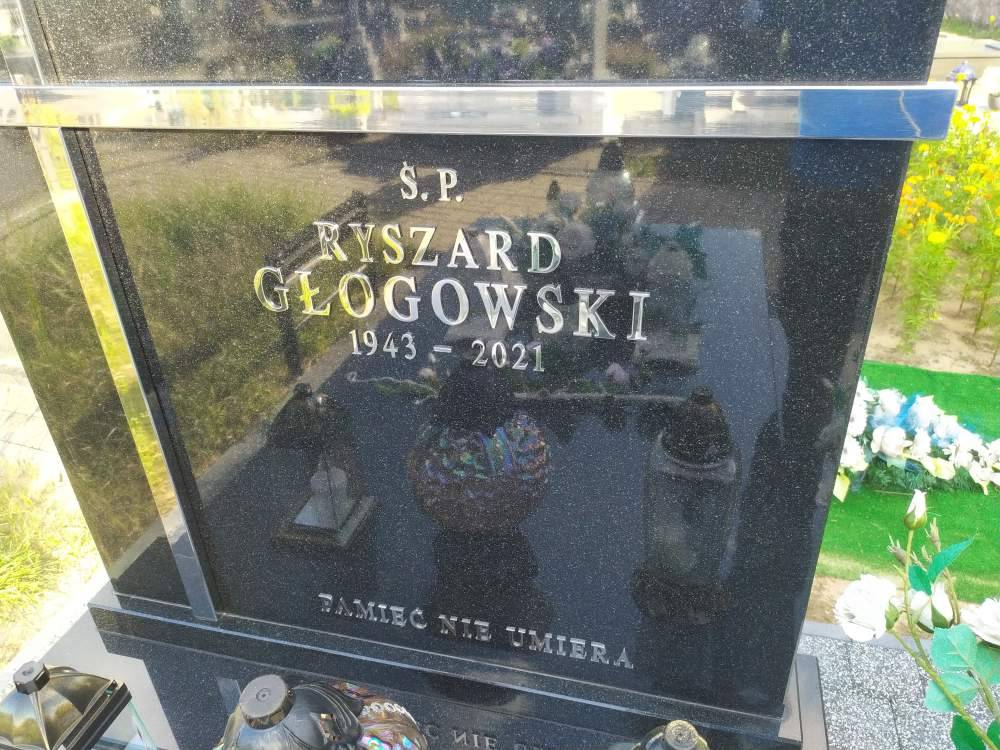 Ś.P.
RYSZARD
GŁOGOWSKI
1943 - 2021
PAMIĘĆ NIE UMIERA